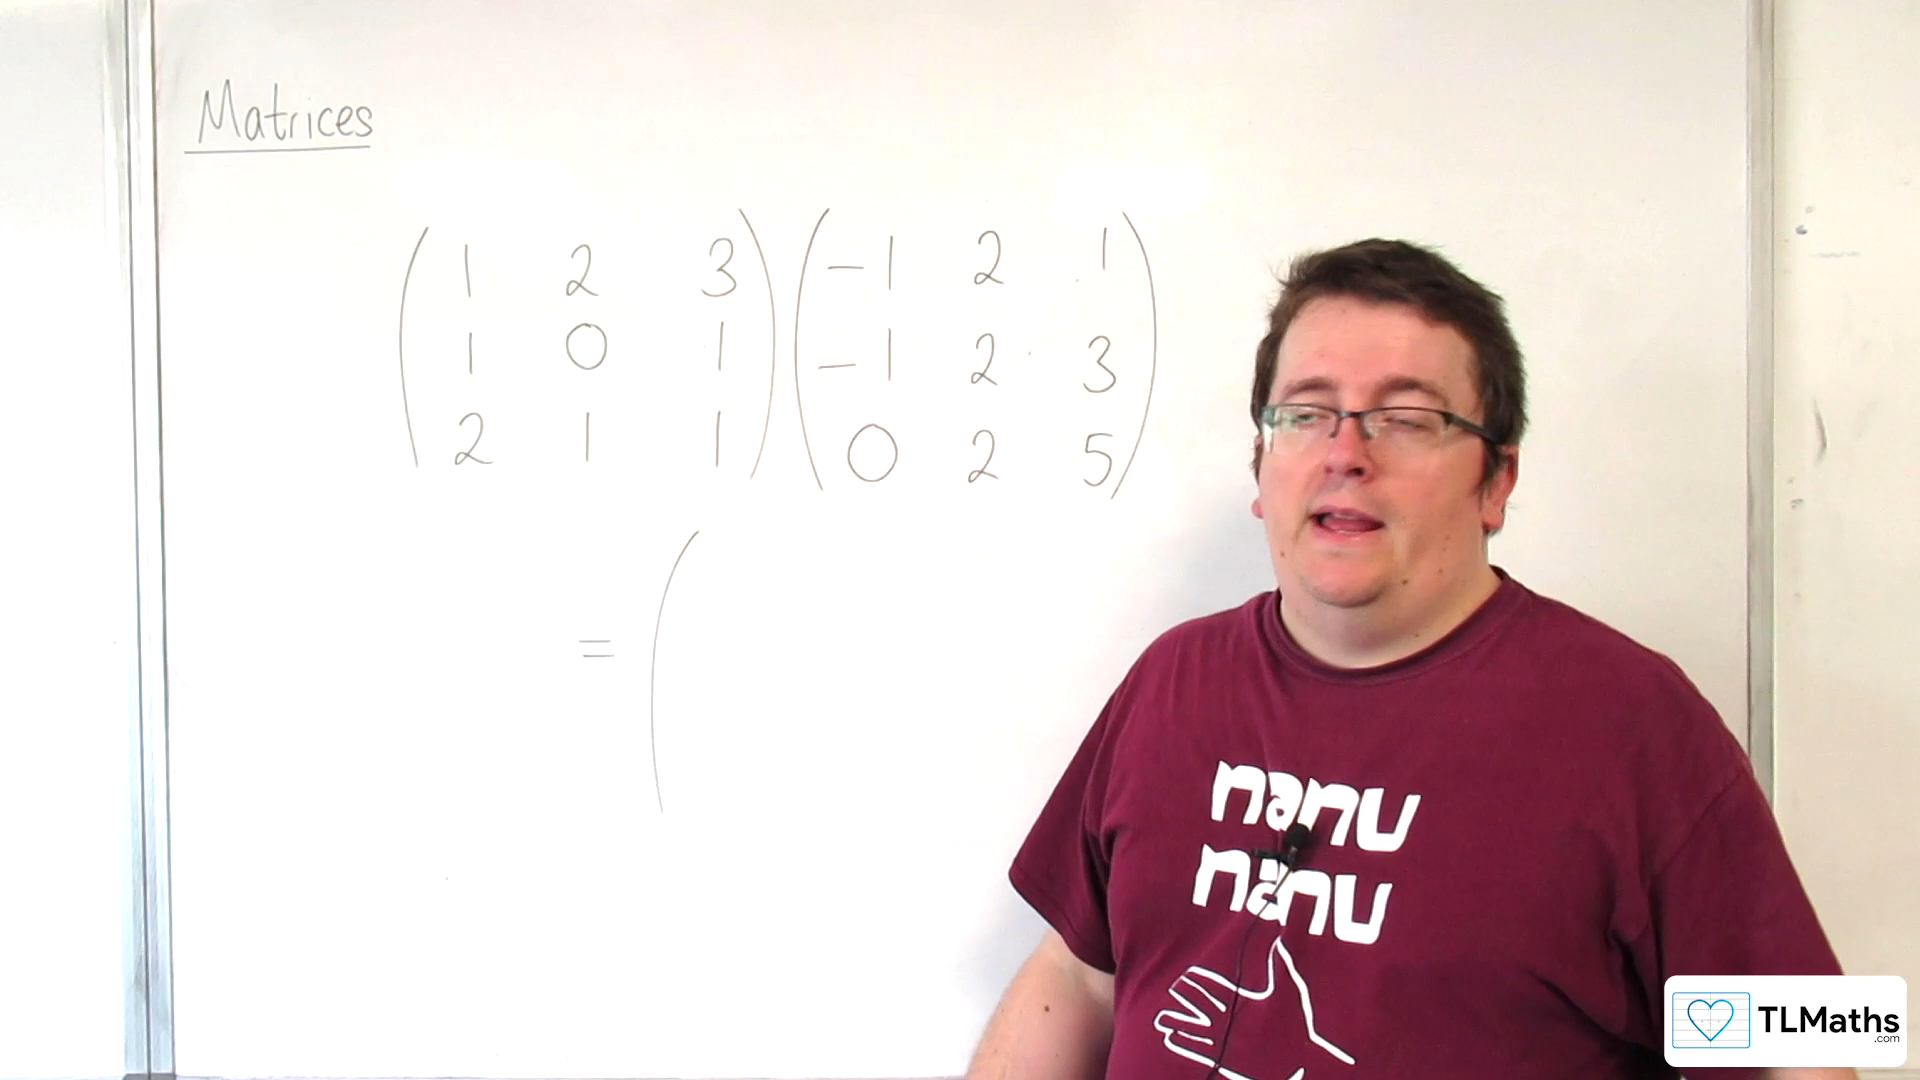 Matrices
( 1 2 3 ) ( -1 2 1 )
( 1 0 1 ) ( -1 2 3 )
( 2 1 1 ) ( 0 2 5 )
= (
nanu
nanu
TLMaths
.com